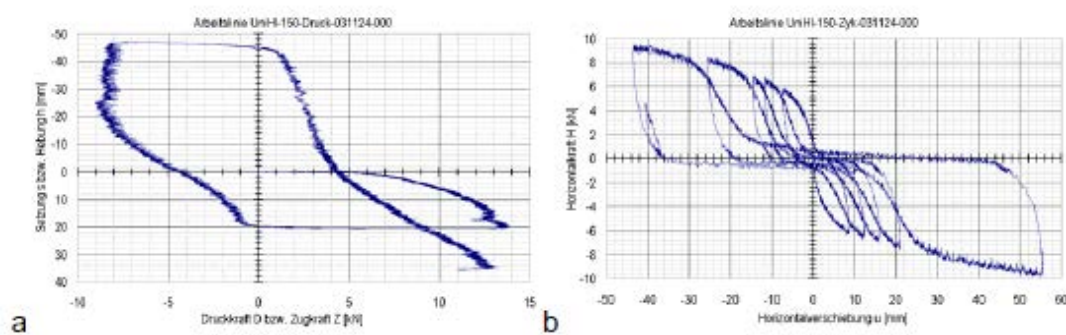 Arbeitslinie UniHI-150-Druck-031124-000
Setzung s bzw. Hebung h [mm]
-50
-40
-30
-20
-10
0
10
20
30
40
-10 -5 0 5 10 15
Druckkraft D bzw. Zugkraft Z [kN]
a
Arbeitslinie UniHI-150-Zyk-031124-000
Horizontalkraft H [kN]
10
8
6
4
2
0
-2
-4
-6
-8
-10
-50 -40 -30 -20 -10 0 10 20 30 40 50 60
Horizontalverschiebung u [mm]
b